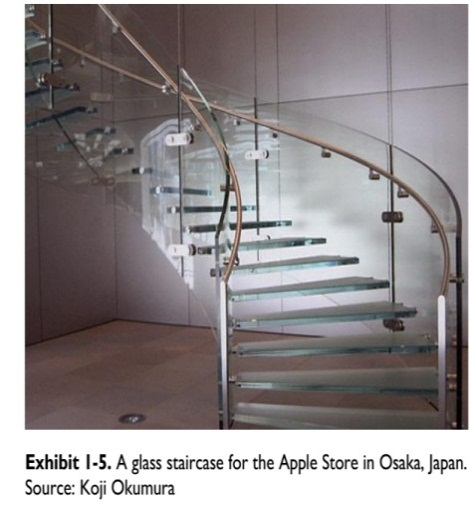 Exhibit 1-5. A glass staircase for the Apple Store in Osaka, Japan.
Source: Koji Okumura